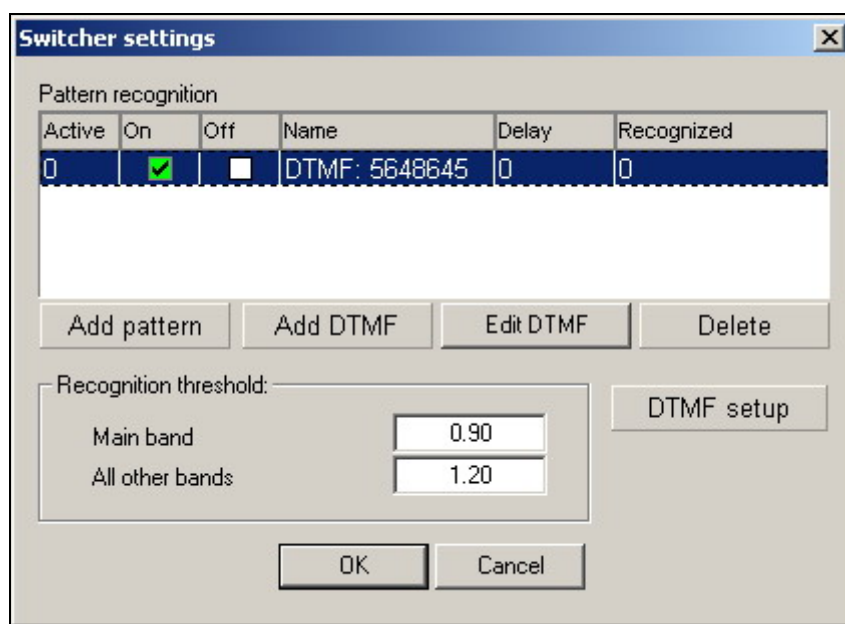 Switcher settings
Pattern recognition
Active On Off Name Delay Recognized
0 DTMF: 5648645 0 0
Add pattern Add DTMF Edit DTMF Delete
Recognition threshold:
DTMF setup
Main band 0.90
All other bands 1.20
OK Cancel